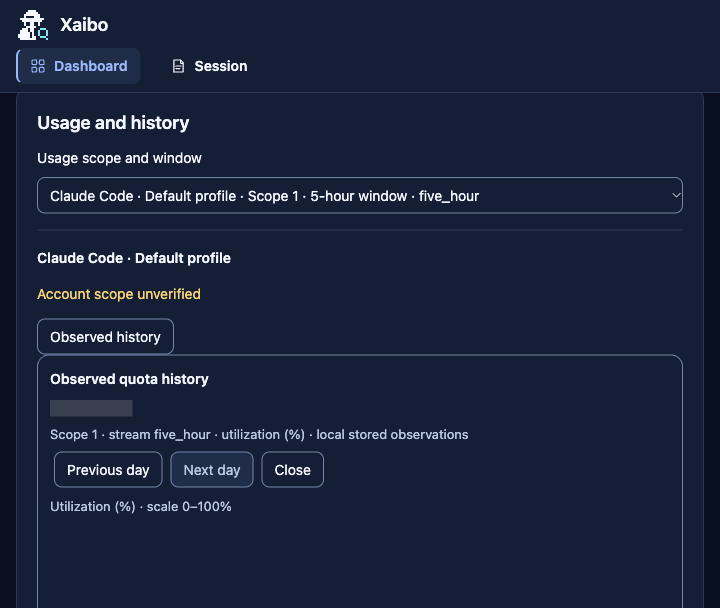 Xaibo
Dashboard
Session
Usage and history
Usage scope and window
Claude Code · Default profile · Scope 1 · 5-hour window · five_hour
Claude Code · Default profile
Account scope unverified
Observed history
Observed quota history
Scope 1 · stream five_hour · utilization (%) · local stored observations
Previous day
Next day
Close
Utilization (%) · scale 0–100%